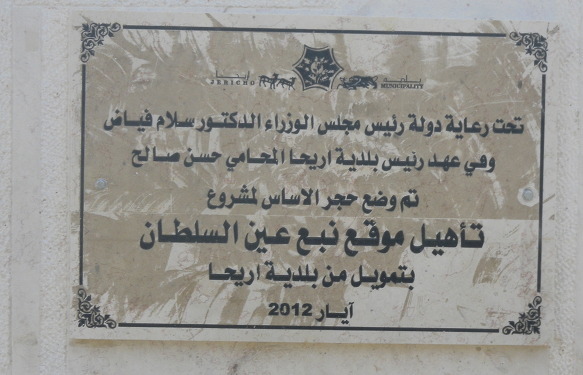 أريحا بلدية
JERICHO MUNICIPALITY
تحت رعاية دولة رئيس مجلس الوزراء الدكتور سلام فياض
وفي عهد رئيس بلدية اريحا المحامي حسن صالح
تم وضع حجر الاساس لمشروع
تأهيل موقع نبع عين السلطان
بتمويل من بلدية اريحا
آيار 2012